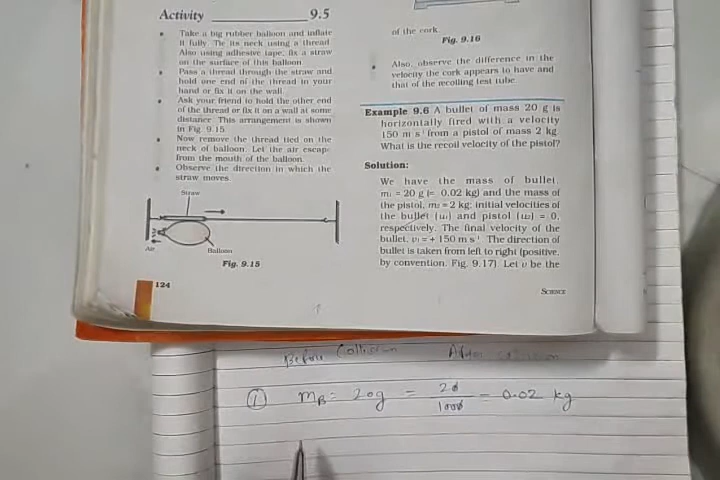 Activity 9.5
• Take a big rubber balloon and inflate
it fully. Tie its neck using a thread.
Also using adhesive tape, fix a straw
on the surface of this balloon.
• Pass a thread through the straw and
hold one end of the thread in your
hand or fix it on the wall.
• Ask your friend to hold the other end
of the thread or fix it on a wall at some
distance. This arrangement is shown
in Fig. 9.15.
• Now remove the thread tied on the
neck of balloon. Let the air escape
from the mouth of the balloon.
• Observe the direction in which the
straw moves.
Straw
Air
Balloon
Fig. 9.15
124
of the cork.
Fig. 9.16
• Also, observe the difference in the
velocity the cork appears to have and
that of the recoiling test tube.
Example 9.6 A bullet of mass 20 g is
horizontally fired with a velocity
150 m s⁻¹ from a pistol of mass 2 kg.
What is the recoil velocity of the pistol?
Solution:
We have the mass of bullet,
m₁ = 20 g (= 0.02 kg) and the mass of
the pistol, m₂ = 2 kg; initial velocities of
the bullet (u₁) and pistol (u₂) = 0,
respectively. The final velocity of the
bullet, v₁ = + 150 m s⁻¹. The direction of
bullet is taken from left to right (positive,
by convention, Fig. 9.17). Let v be the
SCIENCE
Before Collision After Collision
① m_B = 20g = 20/1000 = 0.02 kg